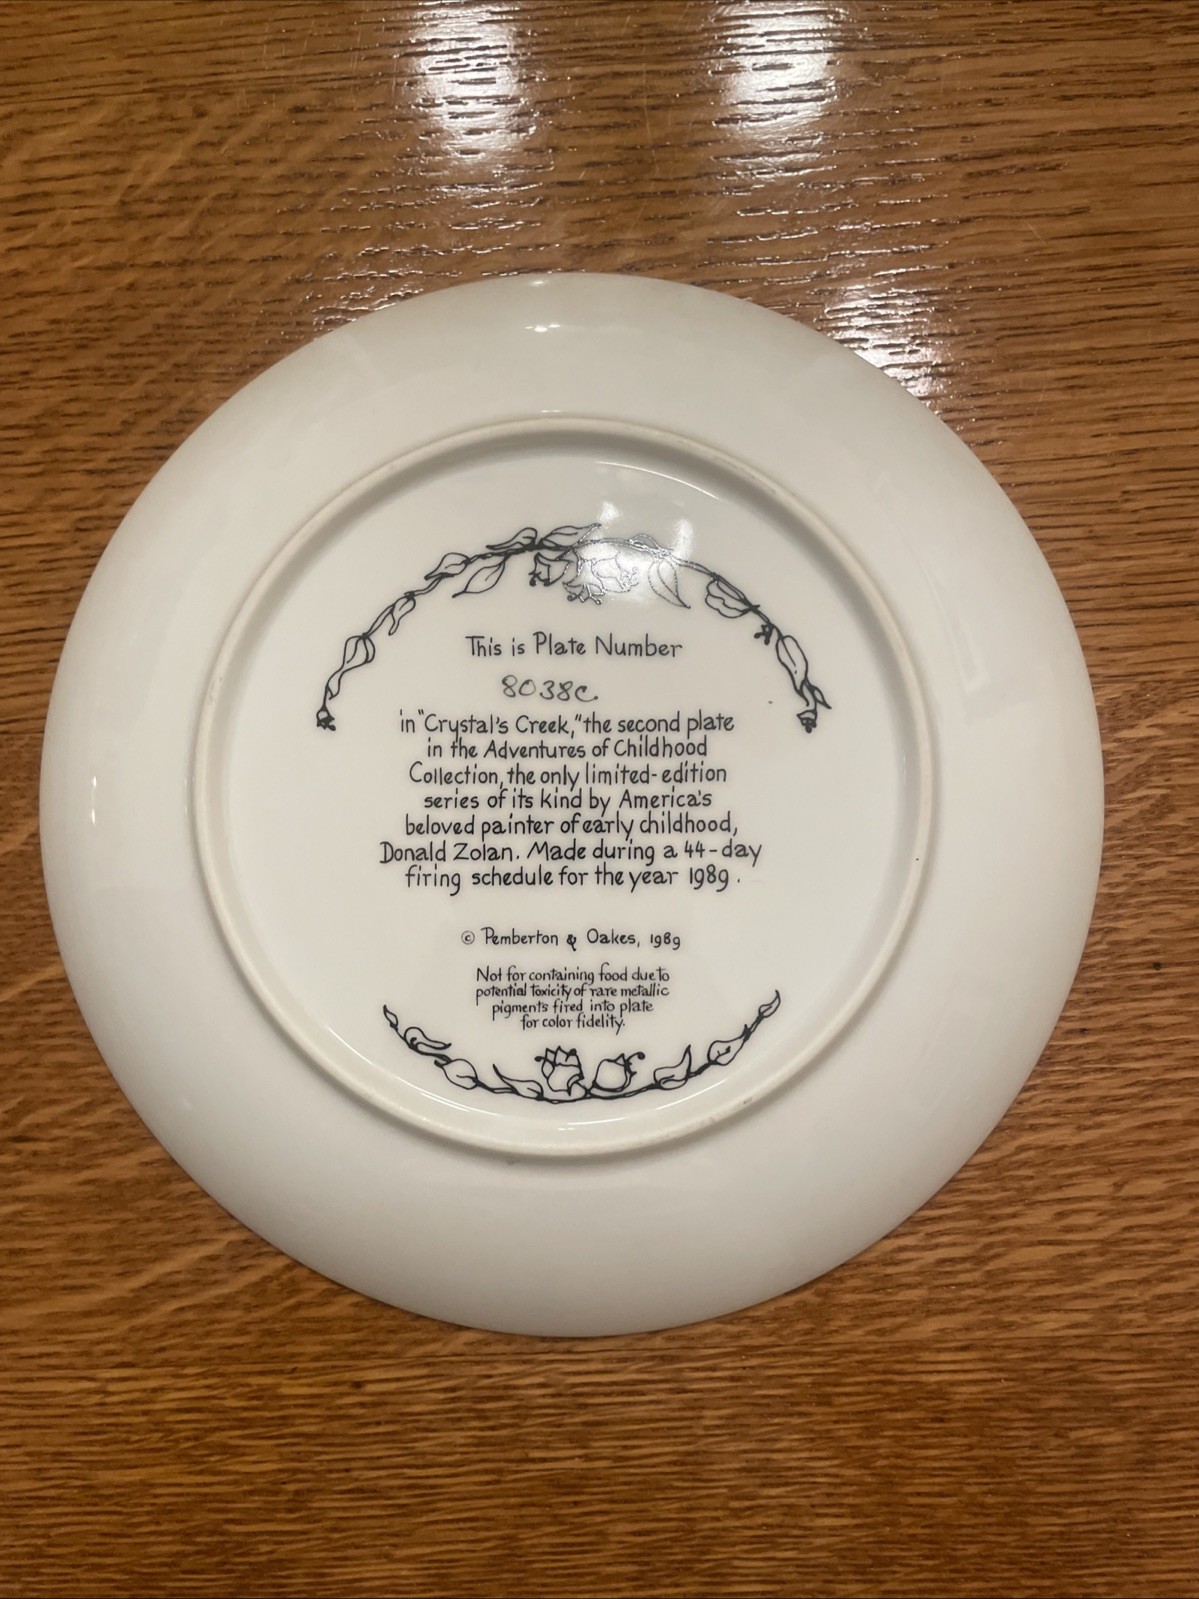 This is Plate Number
8038C
in "Crystal's Creek," the second plate
in the Adventures of Childhood
Collection, the only limited-edition
series of its kind by America's
beloved painter of early childhood,
Donald Zolan. Made during a 44-day
firing schedule for the year 1989.
© Pemberton & Oakes, 1989
Not for containing food due to
potential toxicity of rare metallic
pigments fired into plate
for color fidelity.